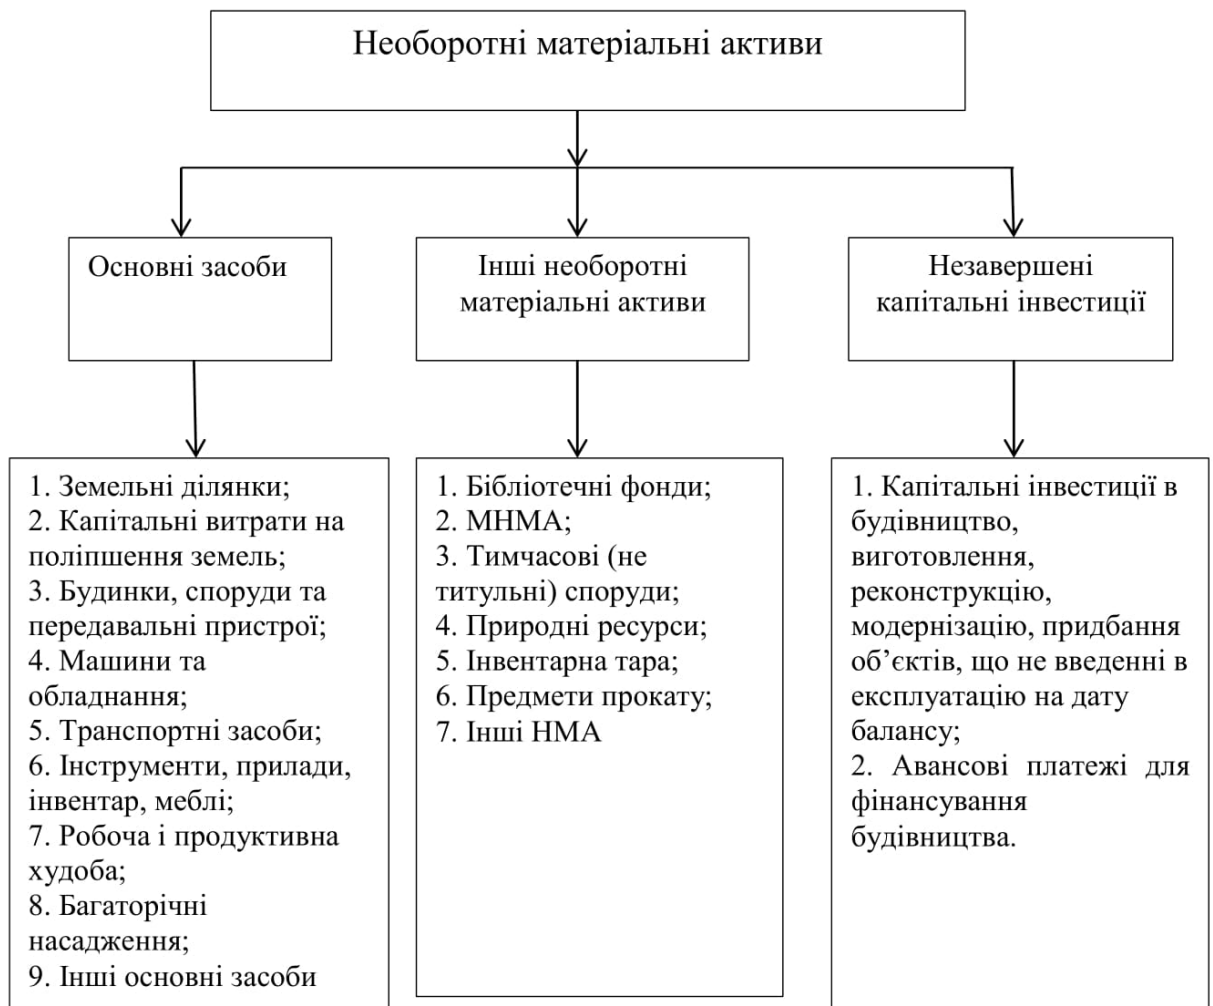 Необоротні матеріальні активи
Основні засоби
Інші необоротні
матеріальні активи
Незавершені
капітальні інвестиції
1. Земельні ділянки;
2. Капітальні витрати на
поліпшення земель;
3. Будинки, споруди та
передавальні пристрої;
4. Машини та
обладнання;
5. Транспортні засоби;
6. Інструменти, прилади,
інвентар, меблі;
7. Робоча і продуктивна
худоба;
8. Багаторічні
насадження;
9. Інші основні засоби
1. Бібліотечні фонди;
2. МНМА;
3. Тимчасові (не
титульні) споруди;
4. Природні ресурси;
5. Інвентарна тара;
6. Предмети прокату;
7. Інші НМА
1. Капітальні інвестиції в
будівництво,
виготовлення,
реконструкцію,
модернізацію, придбання
об’єктів, що не введенні в
експлуатацію на дату
балансу;
2. Авансові платежі для
фінансування
будівництва.